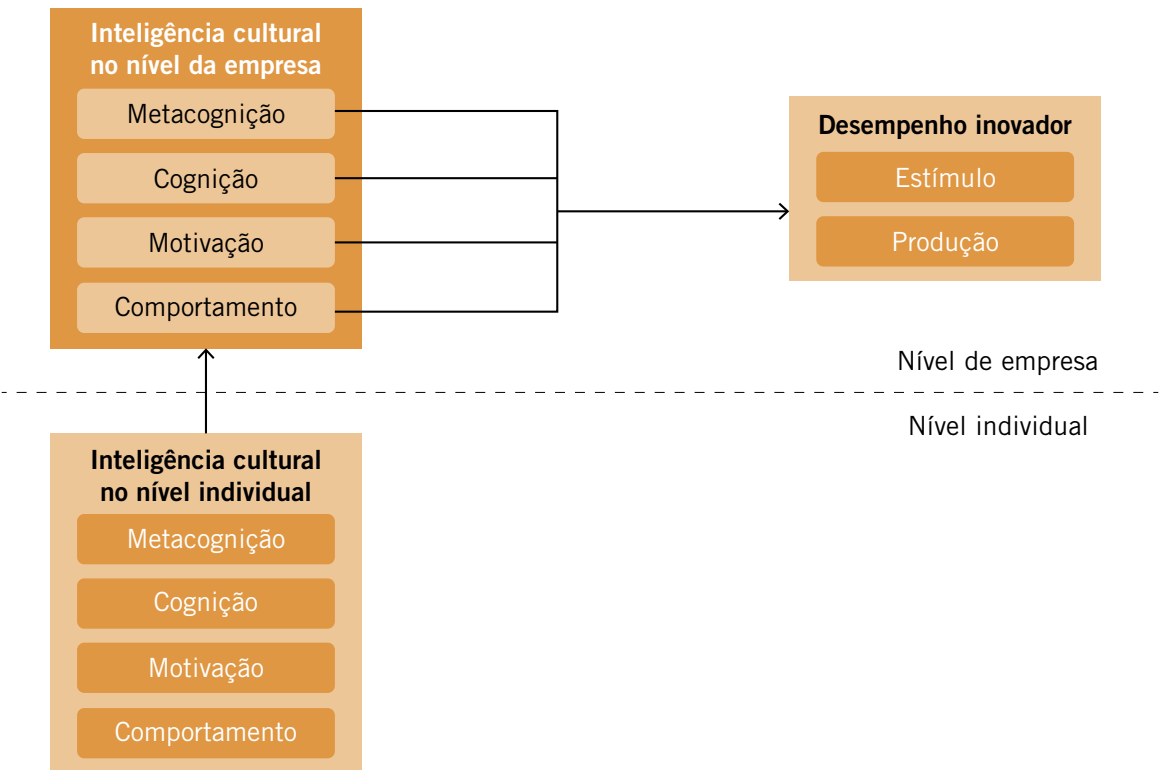 Inteligência cultural
no nível da empresa
Metacognição
Cognição
Motivação
Comportamento
Desempenho inovador
Estímulo
Produção
Nível de empresa
Nível individual
Inteligência cultural
no nível individual
Metacognição
Cognição
Motivação
Comportamento